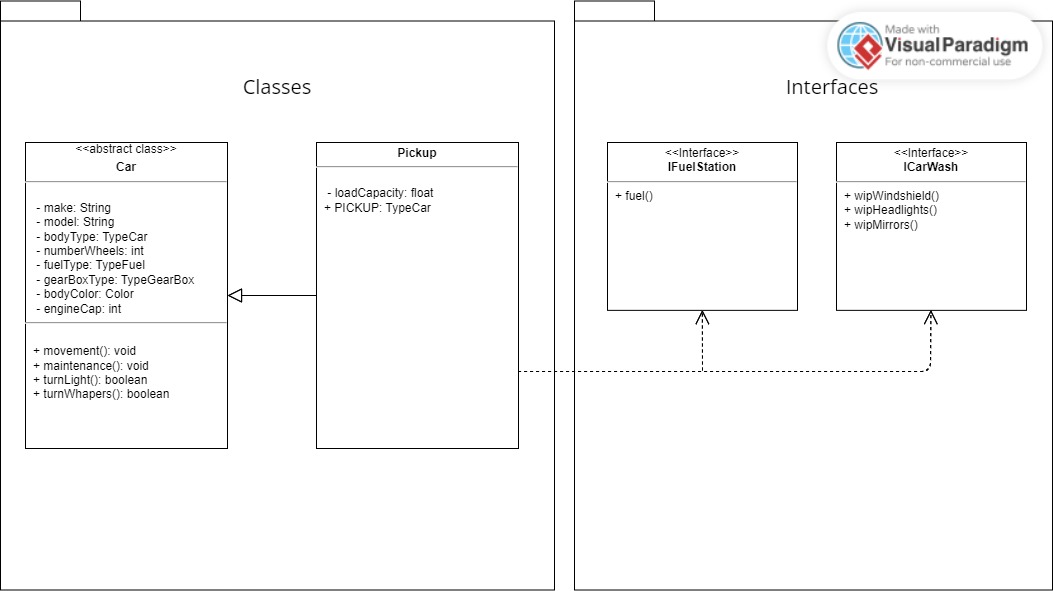 Made with
VisualParadigm
For non-commercial use
Classes
Interfaces
<<abstract class>>
Car
- make: String
- model: String
- bodyType: TypeCar
- numberWheels: int
- fuelType: TypeFuel
- gearBoxType: TypeGearBox
- bodyColor: Color
- engineCap: int
+ movement(): void
+ maintenance(): void
+ turnLight(): boolean
+ turnWhapers(): boolean
Pickup
- loadCapacity: float
+ PICKUP: TypeCar
<<Interface>>
IFuelStation
+ fuel()
<<Interface>>
ICarWash
+ wipWindshield()
+ wipHeadlights()
+ wipMirrors()